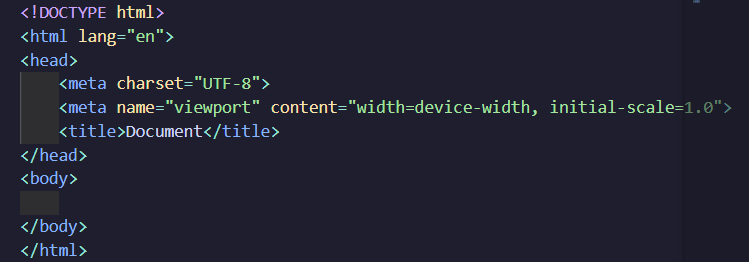 <!DOCTYPE html>
<html lang="en">
<head>
    <meta charset="UTF-8">
    <meta name="viewport" content="width=device-width, initial-scale=1.0">
    <title>Document</title>
</head>
<body>
</body>
</html>